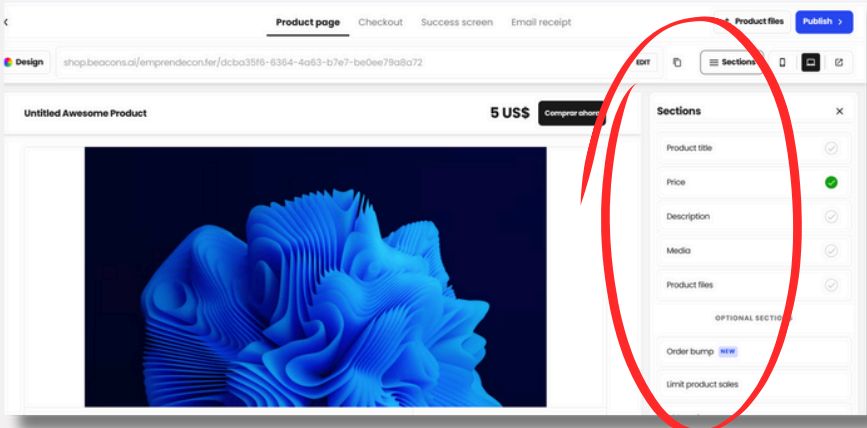 Product page Checkout Success screen Email receipt Product files Publish
Design shop.beacons.ai/emprendecon.fer/dcba35f6-6364-4a63-b7e7-be0ee79a8a72 EDIT Sections
Untitled Awesome Product 5 US$ Comprar ahora
Sections
Product title
Price
Description
Media
Product files
OPTIONAL SECTIONS
Order bump NEW
Limit product sales